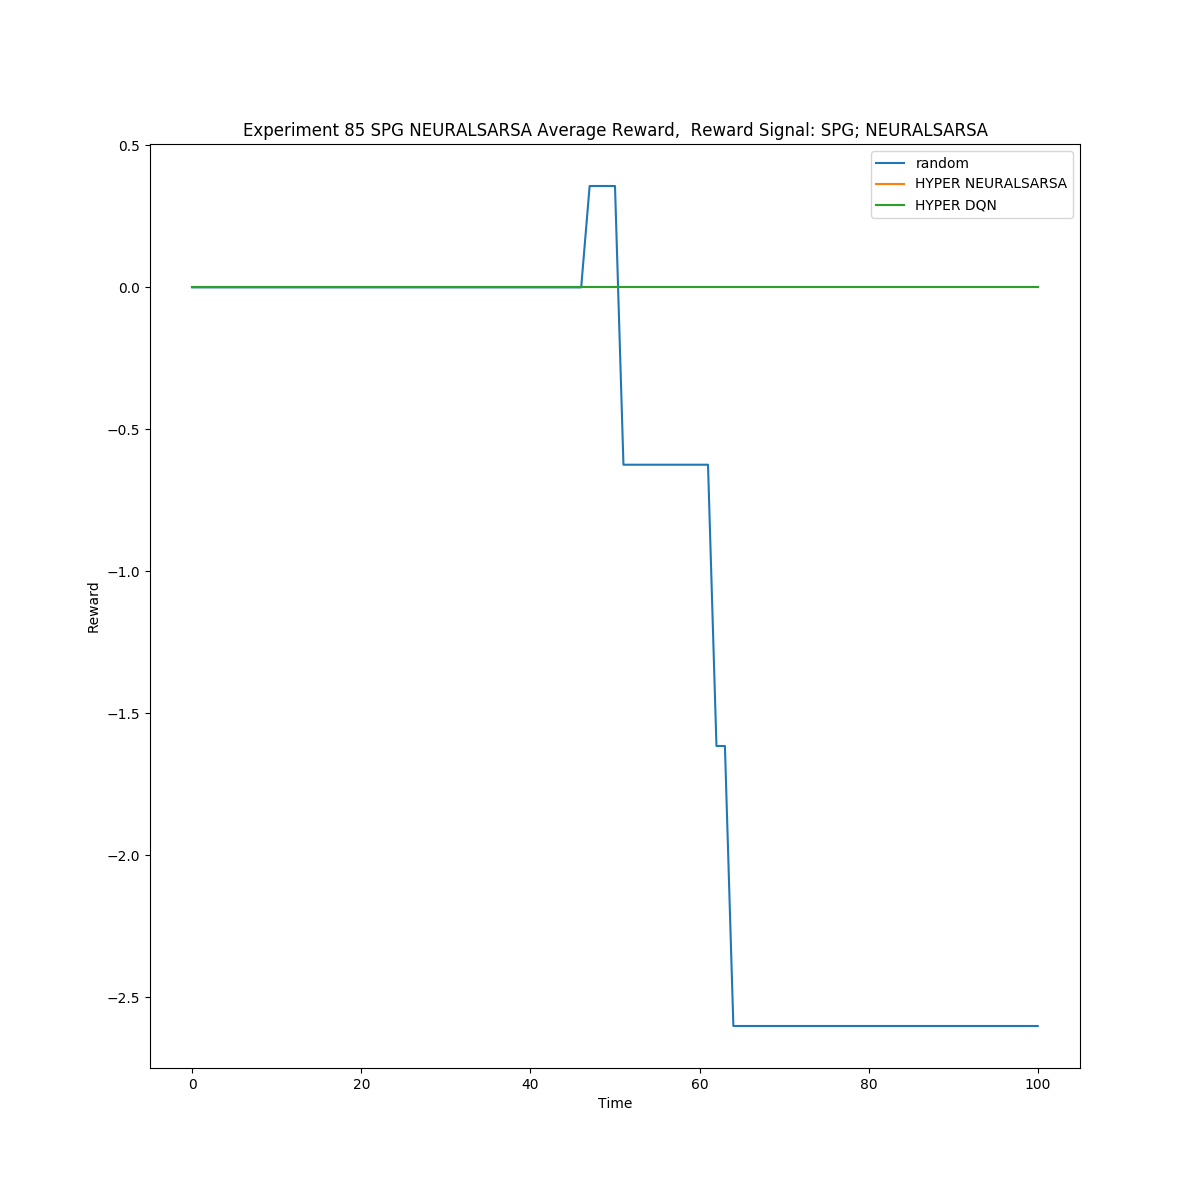 Experiment 85 SPG NEURALSARSA Average Reward,  Reward Signal: SPG; NEURALSARSA
random
HYPER NEURALSARSA
HYPER DQN
0.5
0.0
−0.5
−1.0
−1.5
−2.0
−2.5
Reward
0 20 40 60 80 100
Time